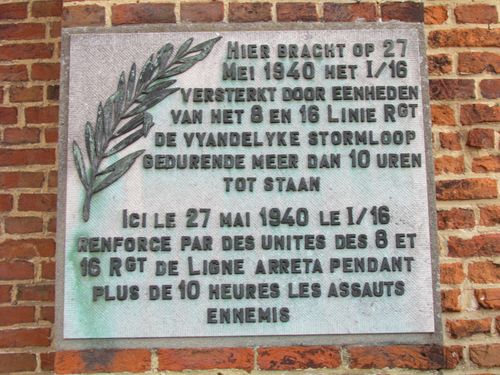 HIER BRACHT OP 27
MEI 1940 HET I/16
VERSTERKT DOOR EENHEDEN
VAN HET 8 EN 16 LINIE RGT
DE VYANDELYKE STORMLOOP
GEDURENDE MEER DAN 10 UREN
TOT STAAN
ICI LE 27 MAI 1940 LE I/16
RENFORCE PAR DES UNITES DES 8 ET
16 RGT DE LIGNE ARRETA PENDANT
PLUS DE 10 HEURES LES ASSAUTS
ENNEMIS